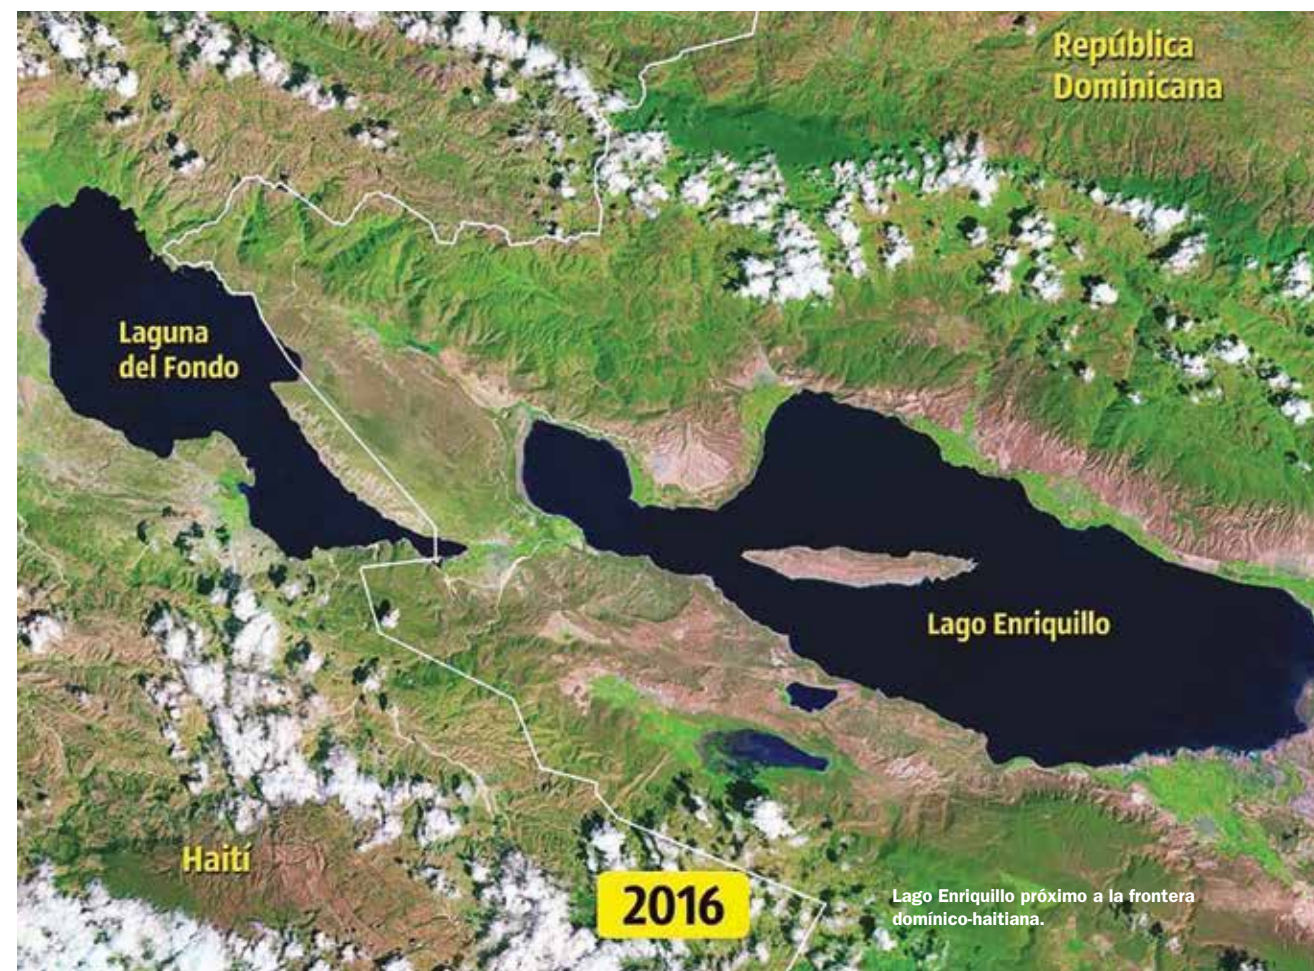 República
Dominicana
Laguna
del Fondo
Lago Enriquillo
Haití
2016
Lago Enriquillo próximo a la frontera
domínico-haitiana.